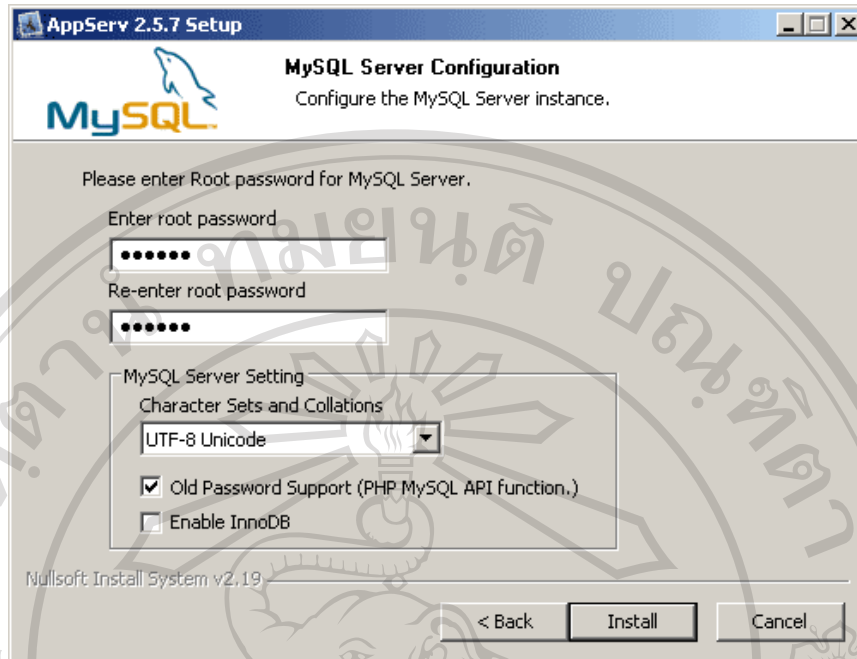 AppServ 2.5.7 Setup
MySQL Server Configuration
Configure the MySQL Server instance.
MySQL
Please enter Root password for MySQL Server.
Enter root password
••••••
Re-enter root password
••••••
MySQL Server Setting
Character Sets and Collations
UTF-8 Unicode
Old Password Support (PHP MySQL API function.)
Enable InnoDB
Nullsoft Install System v2.19
< Back
Install
Cancel